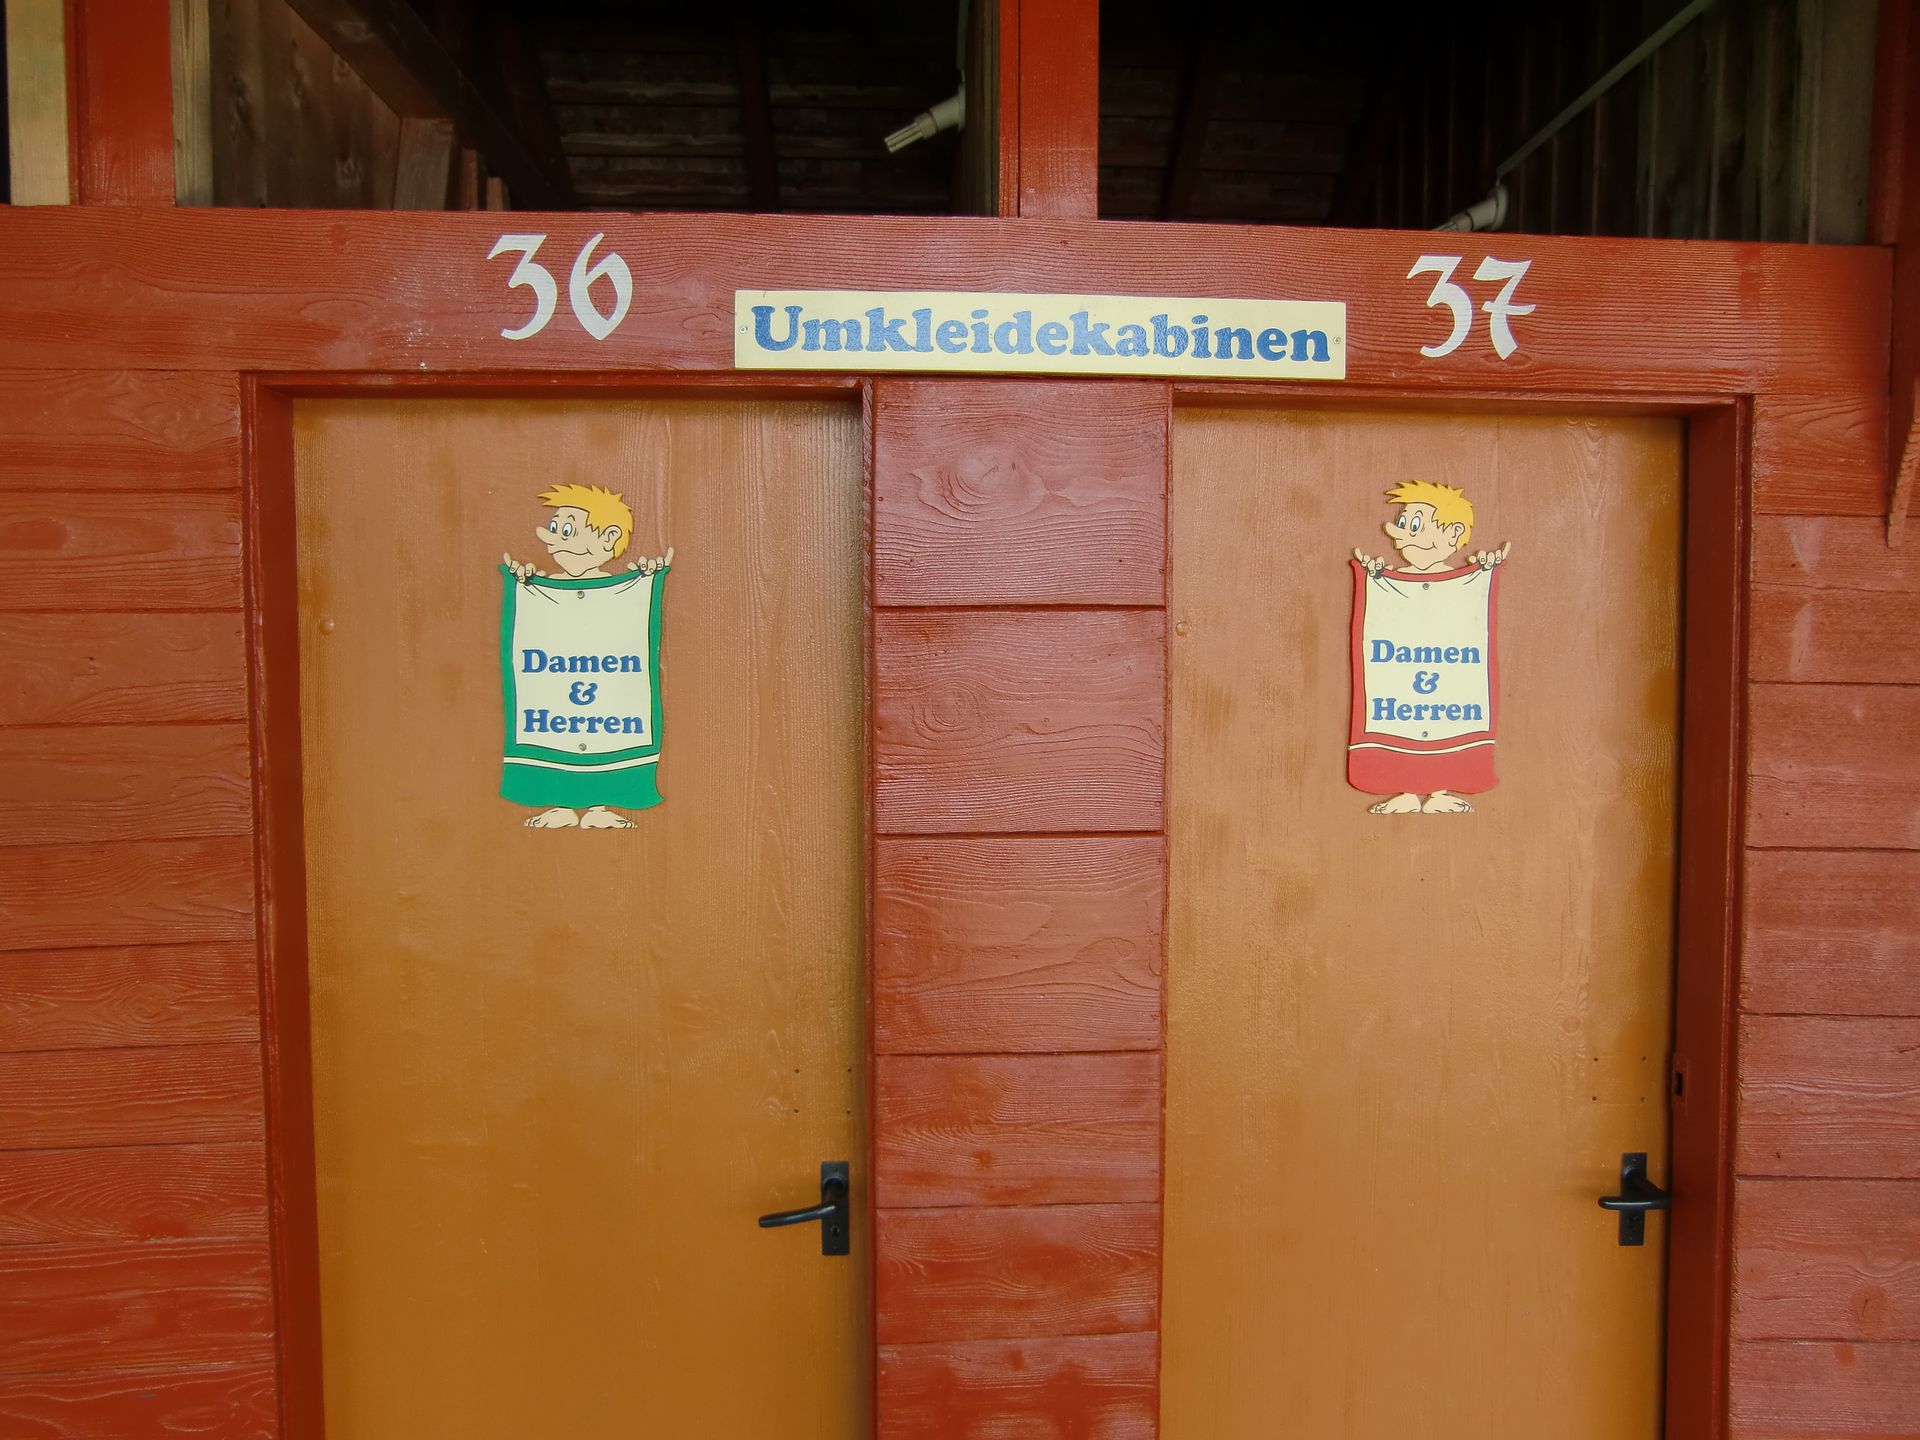 36
Umkleidekabinen
37
Damen
&
Herren
Damen
&
Herren